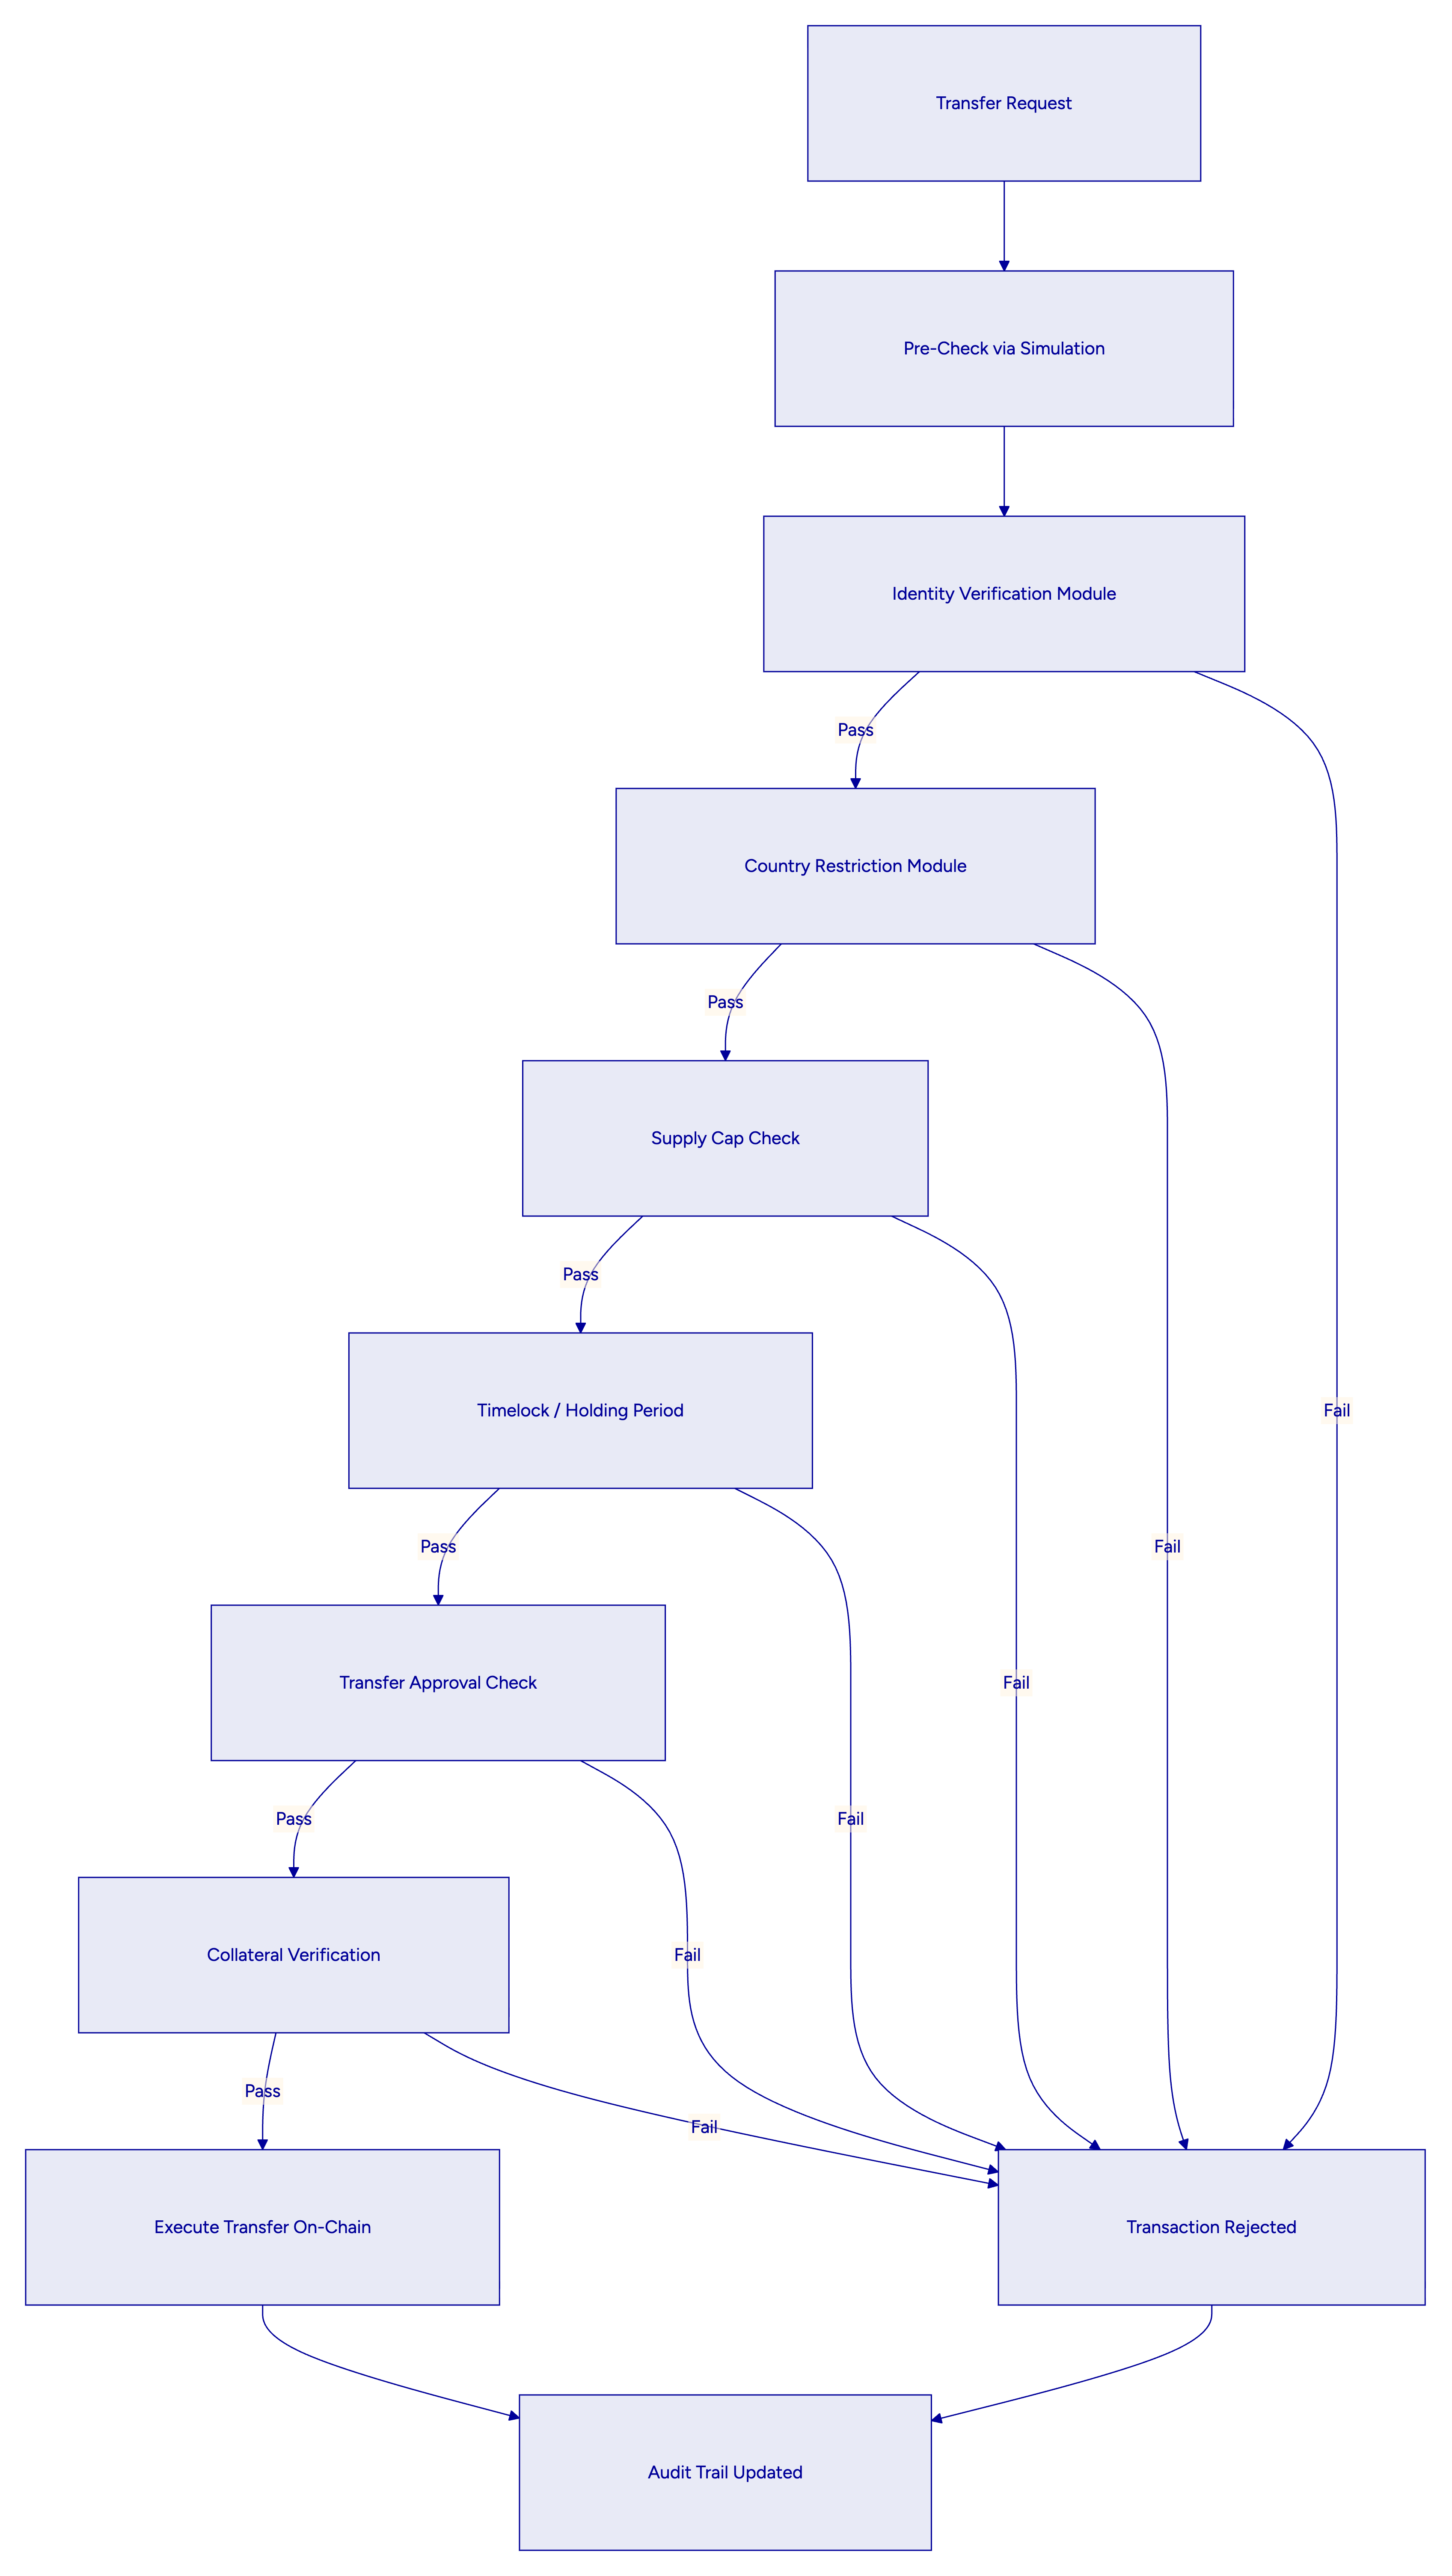 Transfer Request
Pre-Check via Simulation
Identity Verification Module
Pass
Country Restriction Module
Pass
Supply Cap Check
Pass
Timelock / Holding Period
Fail
Pass
Fail
Transfer Approval Check
Fail
Pass
Fail
Collateral Verification
Fail
Pass
Fail
Execute Transfer On-Chain
Transaction Rejected
Audit Trail Updated